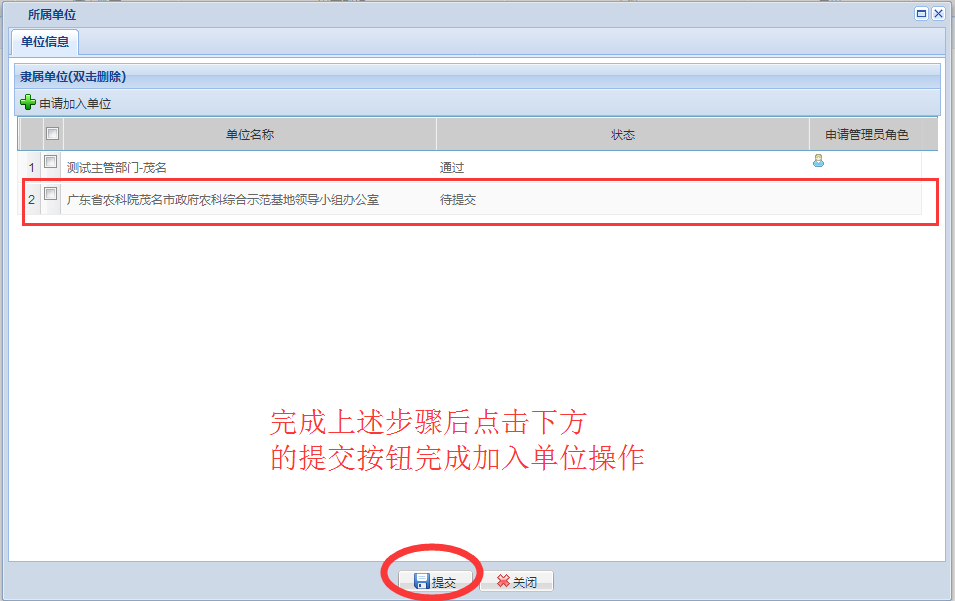 所属单位
单位信息
隶属单位(双击删除)
申请加入单位
单位名称 状态 申请管理员角色
1 测试主管部门-茂名 通过
2 广东省农科院茂名市政府农科综合示范基地领导小组办公室 待提交
完成上述步骤后点击下方
的提交按钮完成加入单位操作
提交 关闭